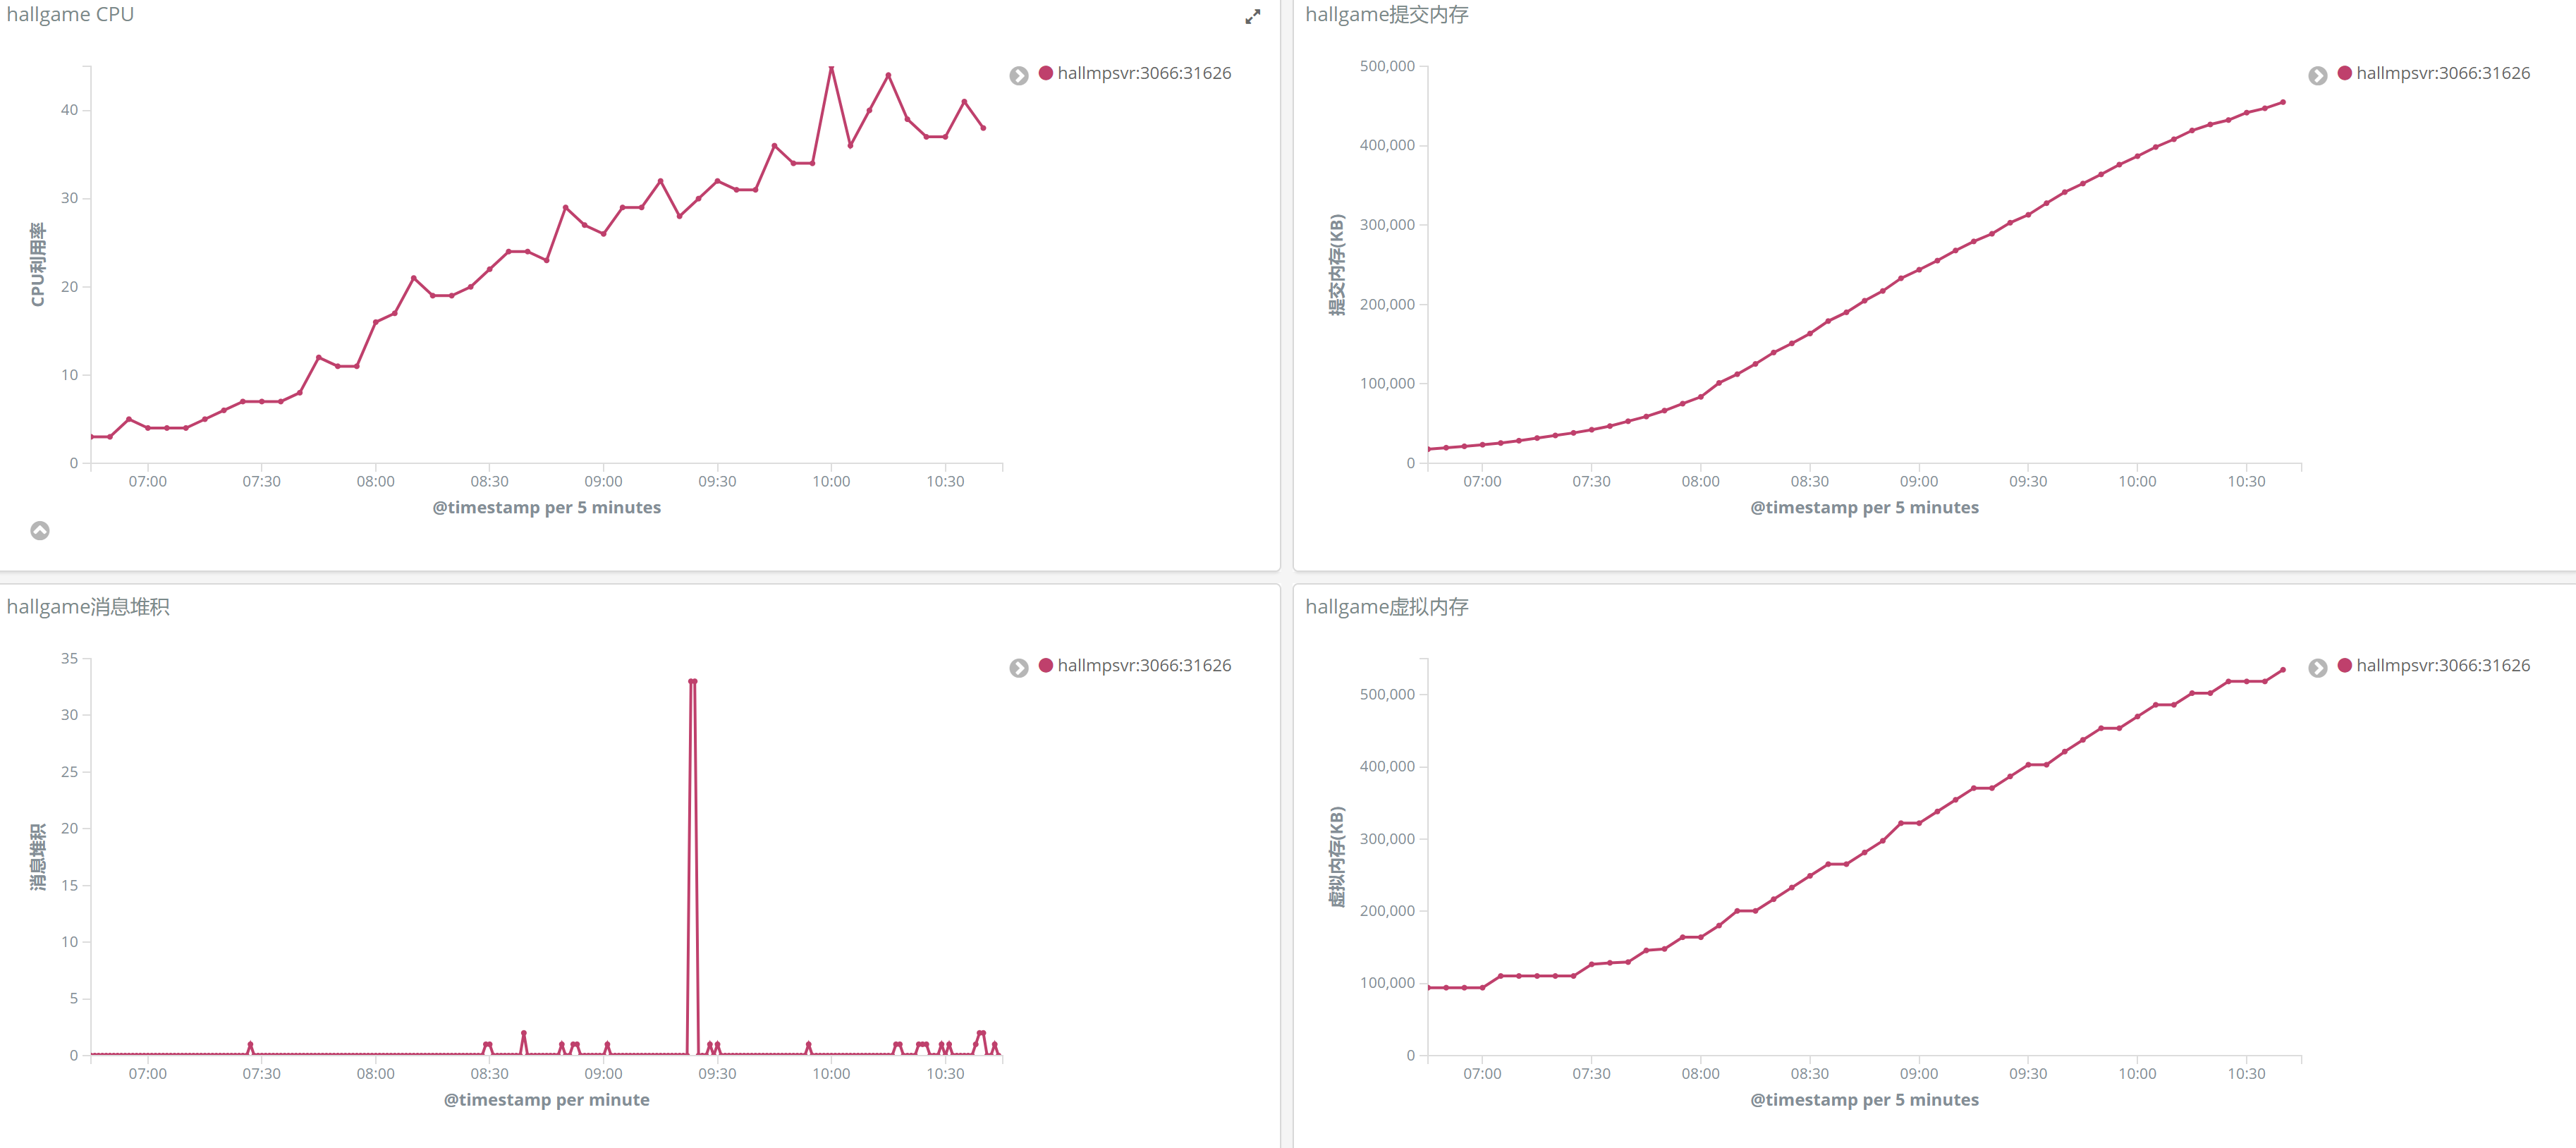 hallgame CPU
hallmpsvr:3066:31626
CPU利用率
40
30
20
10
0
07:00 07:30 08:00 08:30 09:00 09:30 10:00 10:30
@timestamp per 5 minutes
hallgame提交内存
hallmpsvr:3066:31626
提交内存(KB)
500,000
400,000
300,000
200,000
100,000
0
07:00 07:30 08:00 08:30 09:00 09:30 10:00 10:30
@timestamp per 5 minutes
hallgame消息堆积
hallmpsvr:3066:31626
消息堆积
35
30
25
20
15
10
5
0
07:00 07:30 08:00 08:30 09:00 09:30 10:00 10:30
@timestamp per minute
hallgame虚拟内存
hallmpsvr:3066:31626
虚拟内存(KB)
500,000
400,000
300,000
200,000
100,000
0
07:00 07:30 08:00 08:30 09:00 09:30 10:00 10:30
@timestamp per 5 minutes